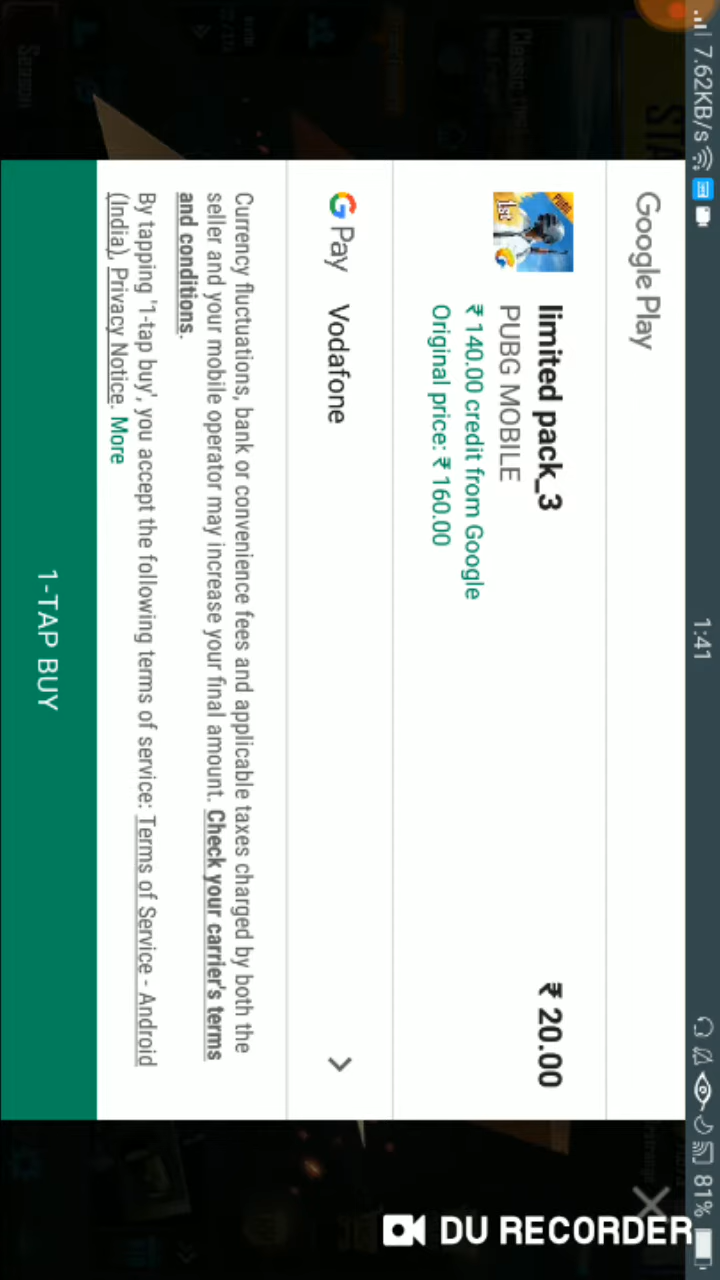 7.62KB/s
1:41
81%
Google Play
limited pack_3
₹ 20.00
PUBG MOBILE
₹ 140.00 credit from Google
Original price: ₹ 160.00
G Pay Vodafone
Currency fluctuations, bank or convenience fees and applicable taxes charged by both the
seller and your mobile operator may increase your final amount. Check your carrier's terms
and conditions.
By tapping '1-tap buy', you accept the following terms of service: Terms of Service - Android
(India), Privacy Notice. More
1-TAP BUY
DU RECORDER